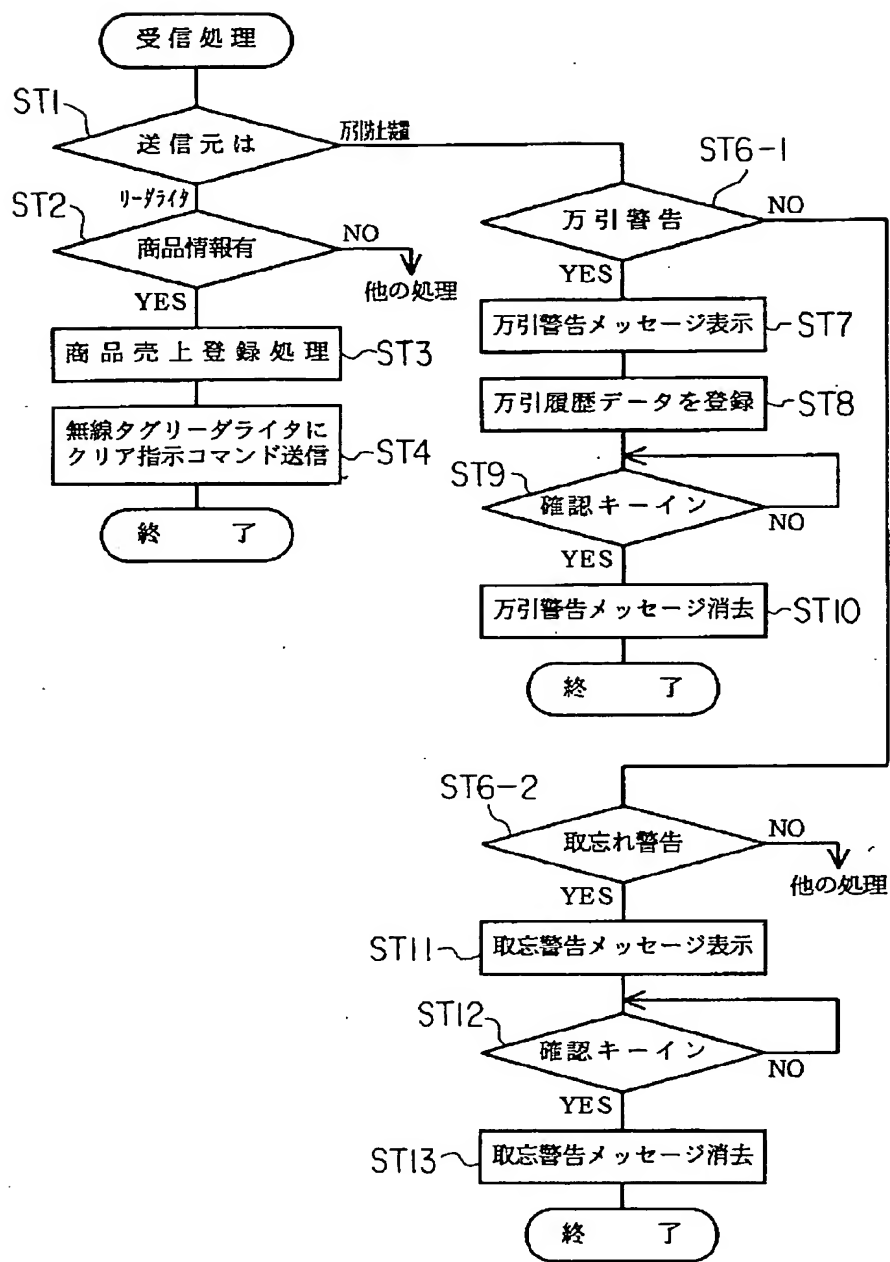 受信処理
ST1
送信元は
万引防止装置
リーダライタ
ST2
商品情報有
NO
他の処理
YES
商品売上登録処理
ST3
無線タグリーダライタに
クリア指示コマンド送信
ST4
終 了
ST6-1
万引警告
NO
YES
万引警告メッセージ表示
ST7
万引履歴データを登録
ST8
ST9
確認キーイン
NO
YES
万引警告メッセージ消去
ST10
終 了
ST6-2
取忘れ警告
NO
他の処理
YES
ST11
取忘警告メッセージ表示
ST12
確認キーイン
NO
YES
ST13
取忘警告メッセージ消去
終 了